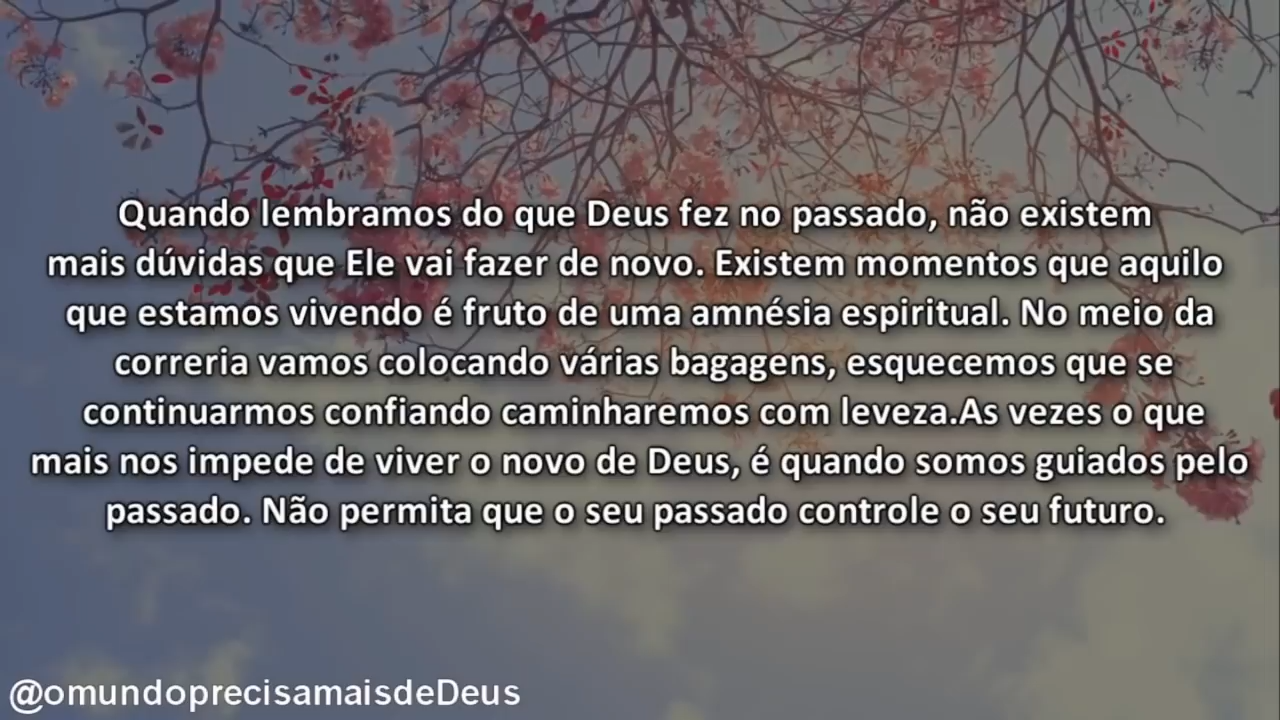 Quando lembramos do que Deus fez no passado, não existem
mais dúvidas que Ele vai fazer de novo. Existem momentos que aquilo
que estamos vivendo é fruto de uma amnésia espiritual. No meio da
correria vamos colocando várias bagagens, esquecemos que se
continuarmos confiando caminharemos com leveza.As vezes o que
mais nos impede de viver o novo de Deus, é quando somos guiados pelo
passado. Não permita que o seu passado controle o seu futuro.
@omundoprecisamaisdeDeus